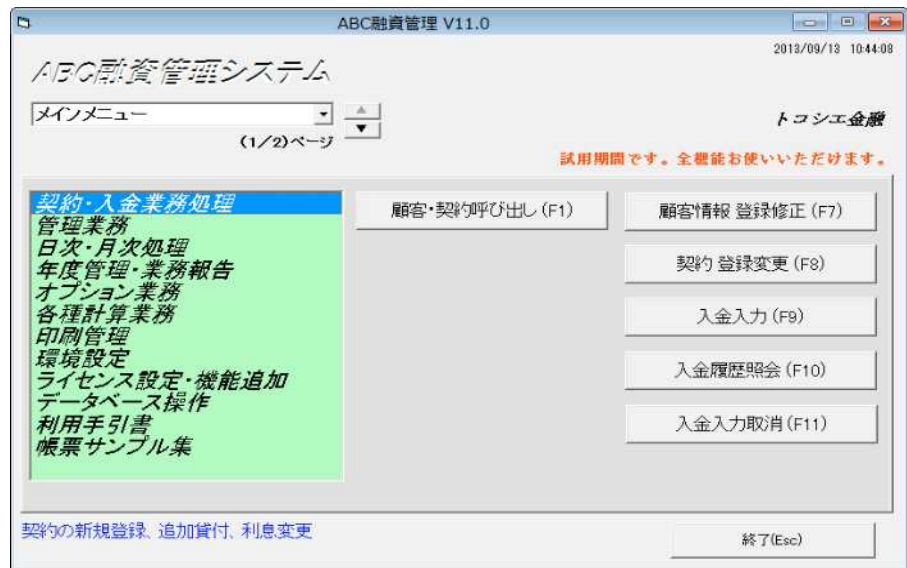 ABC融資管理 V11.0
2013/09/13 10:44:08
ABC融資管理システム
メインメニュー
(1/2)ページ
トコシエ金融
試用期間です。全機能お使いいただけます。
契約・入金業務処理
管理業務
日次・月次処理
年度管理・業務報告
オプション業務
各種計算業務
印刷管理
環境設定
ライセンス設定・機能追加
データベース操作
利用手引書
帳票サンプル集
顧客・契約呼び出し(F1)
顧客情報 登録修正(F7)
契約 登録変更(F8)
入金入力(F9)
入金履歴照会(F10)
入金入力取消(F11)
契約の新規登録、追加貸付、利息変更
終了(Esc)